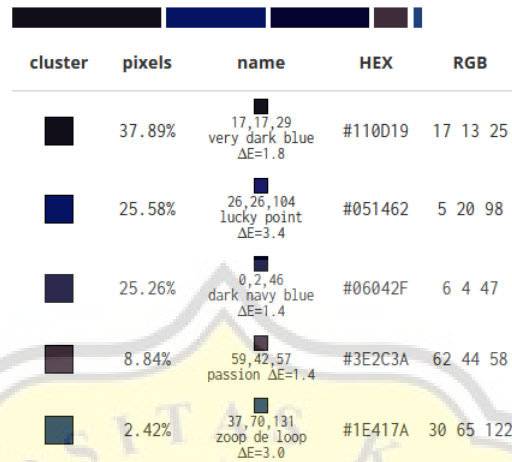 cluster pixels name HEX RGB
17,17,29
37.89% very dark blue #110D19 17 13 25
ΔE=1.8
26,26,104
25.58% lucky point #051462 5 20 98
ΔE=3.4
0,2,46
25.26% dark navy blue #06042F 6 4 47
ΔE=1.4
8.84% 59,42,57 #3E2C3A 62 44 58
passion ΔE=1.4
37,70,131
2.42% zoop de loop #1E417A 30 65 122
ΔE=3.0
SITAS K